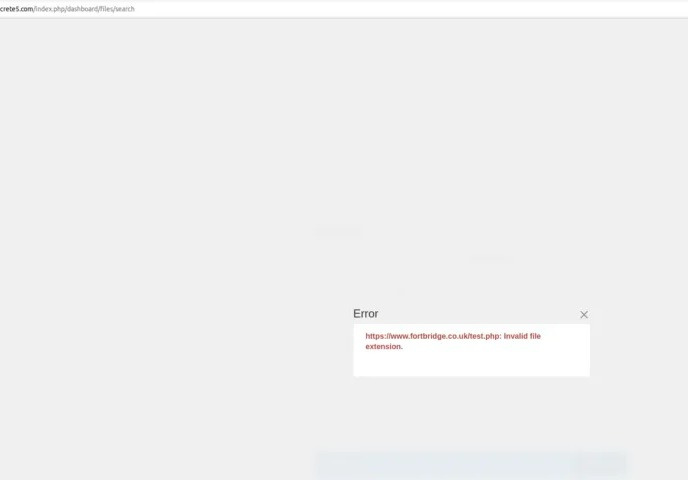 crete5.com/index.php/dashboard/files/search
Error
https://www.fortbridge.co.uk/test.php: Invalid file
extension.